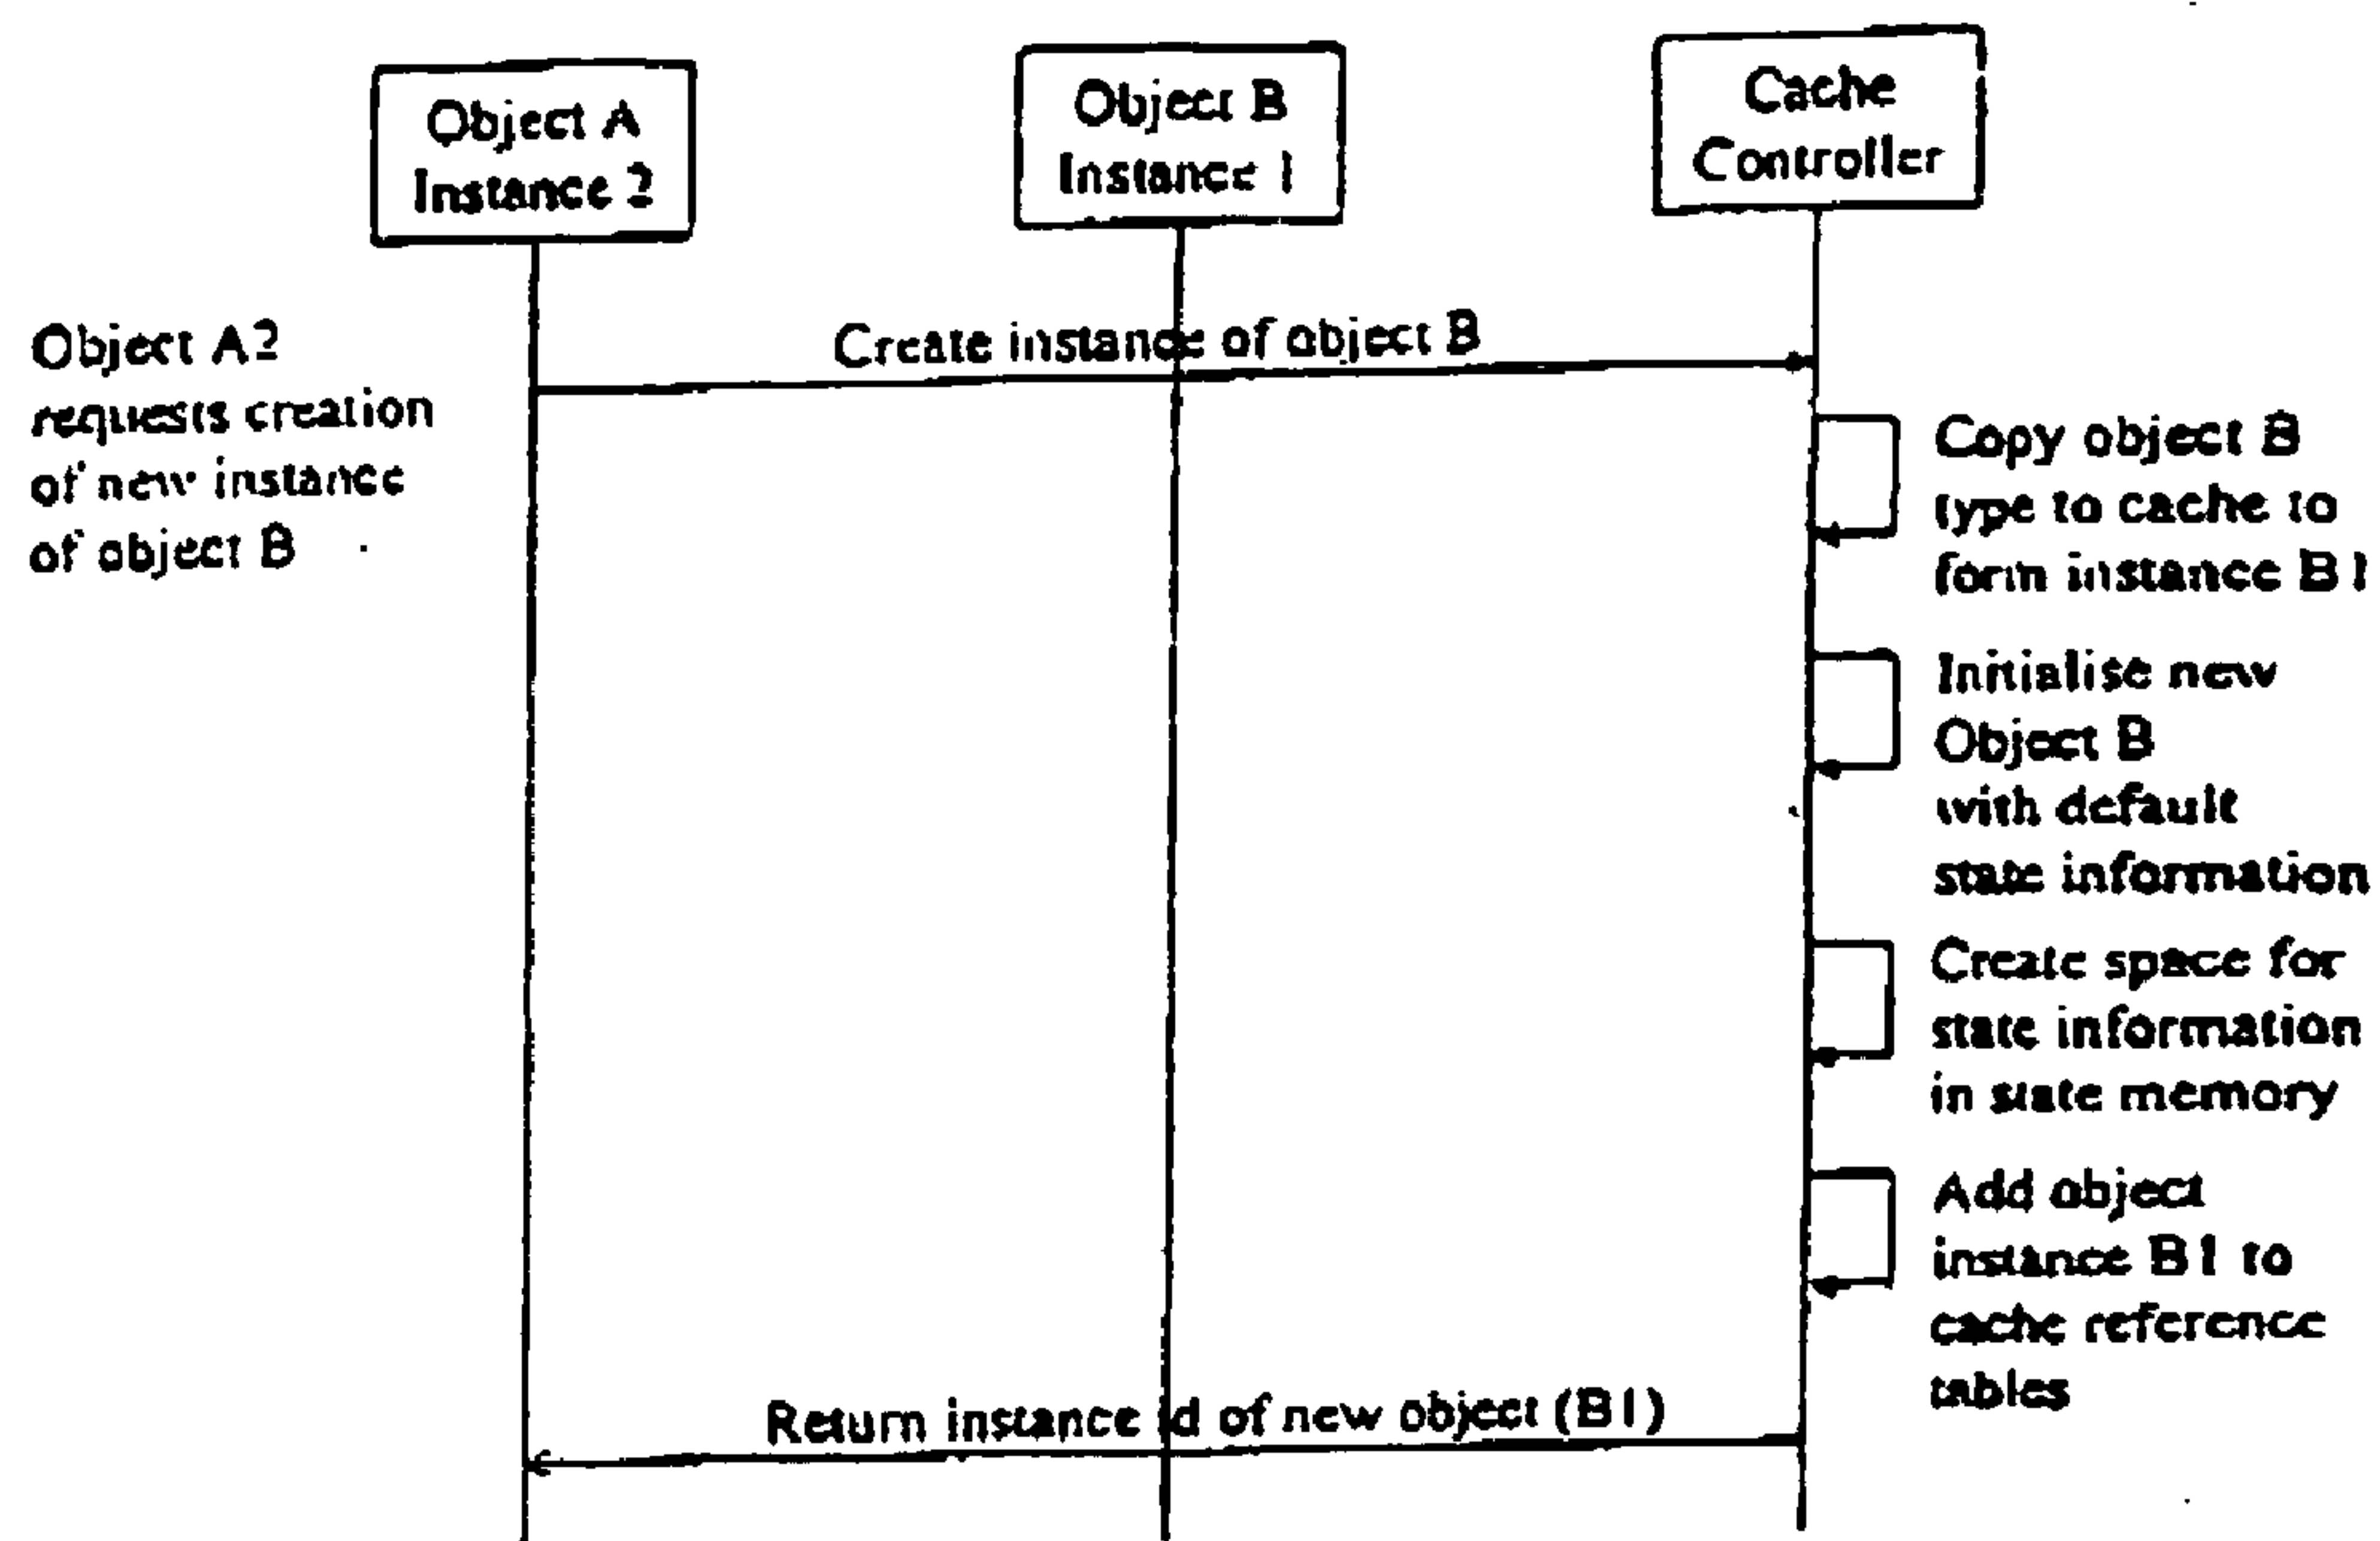 Object A
Instance 2
Object B
Instance 1
Cache
Controller
Object A2
requests creation
of new instance
of object B
Create instance of object B
Copy object B
type to cache to
form instance B1
Initialise new
Object B
with default
state information
Create space for
state information
in state memory
Add object
instance B1 to
cache reference
tables
Return instance id of new object (B1)